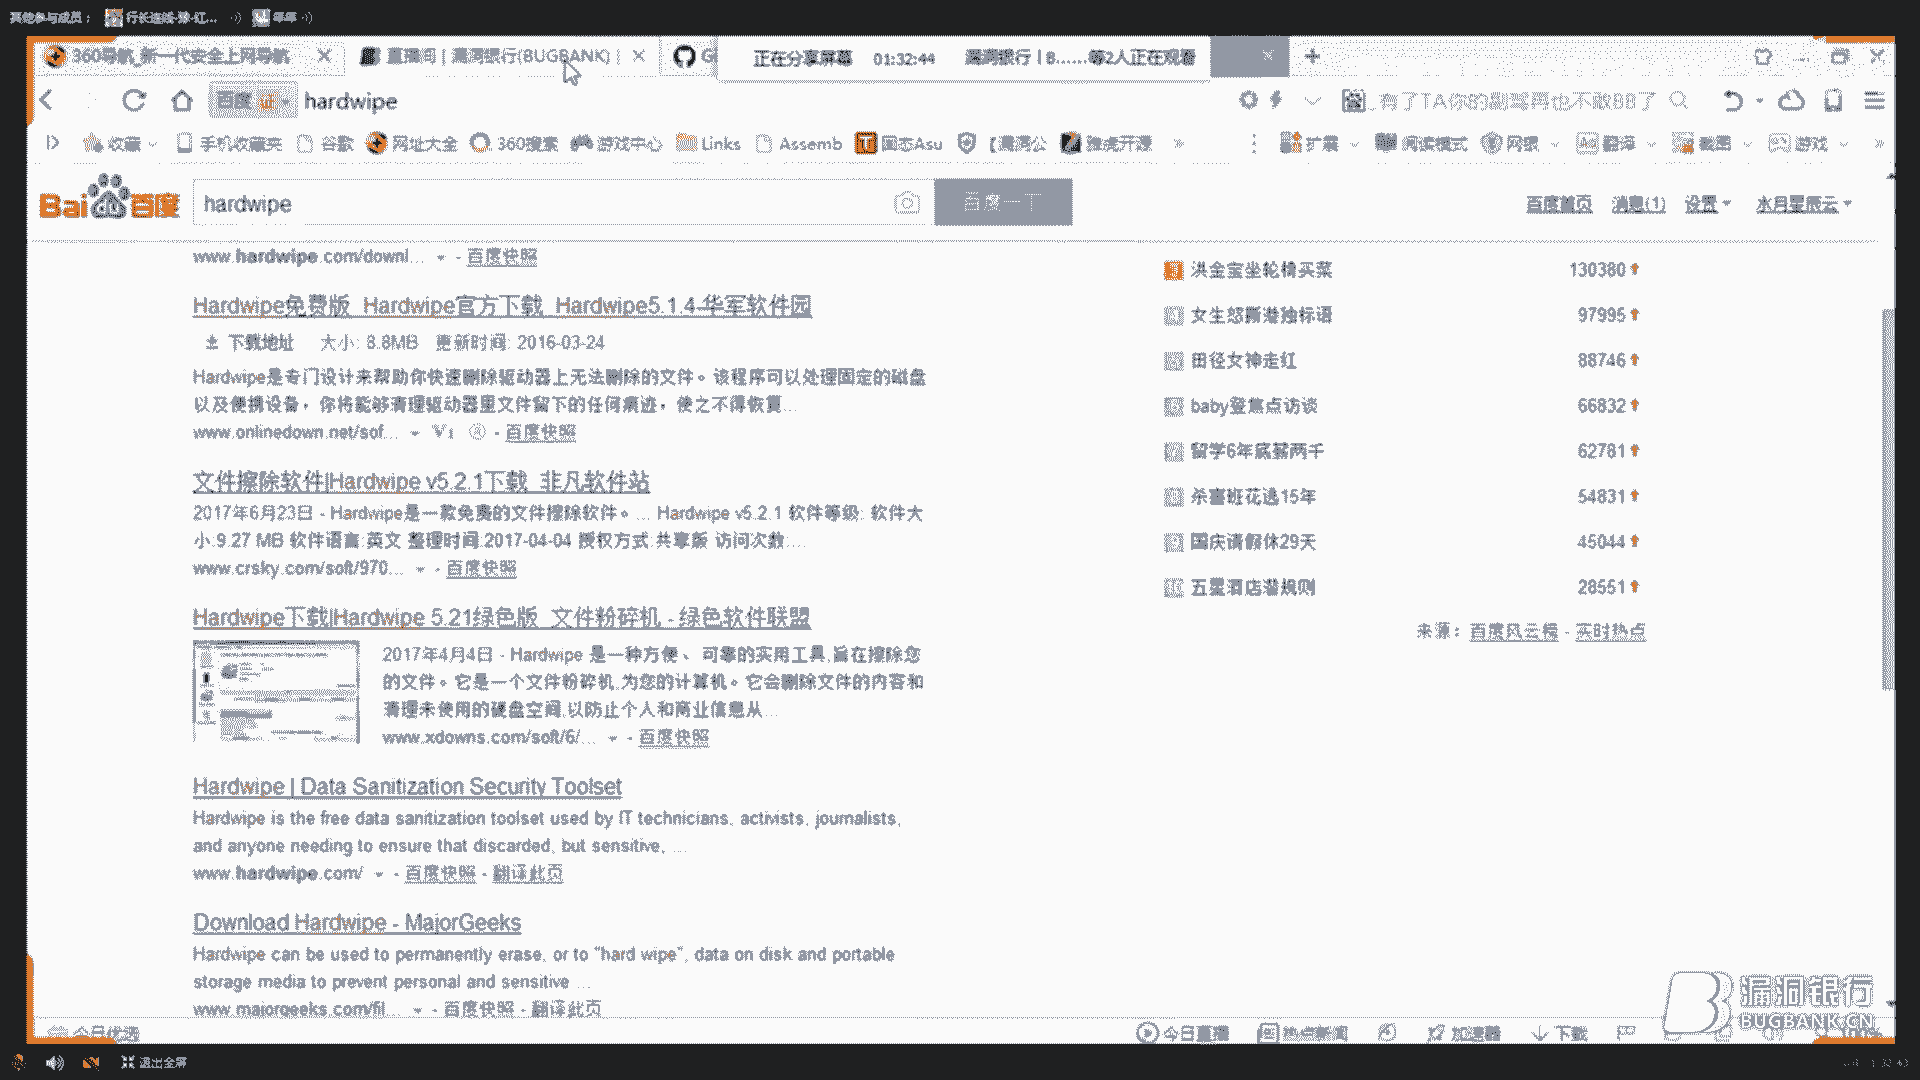 其他参与成员：
360导航_新一代安全上网导航
直播间 | 漏洞银行(BUGBANK) |
G
正在分享屏幕 01:32:44 漏洞银行 | B......等2人正在观看
百度 hardwipe
有了TA你的副驾再也不敢BB了
收藏 手机收藏夹 谷歌 网址大全 360搜索 游戏中心 Links Assemb T 国志Asu 【漏洞公 雅虎开源 » 扩展 阅读模式 网银 翻译 截图 游戏 »
Bai du 百度 hardwipe 百度一下
百度首页 消息(1) 设置
www.hardwipe.com/downl... - 百度快照
Hardwipe免费版_Hardwipe官方下载_Hardwipe5.1.4-华军软件园
下载地址 大小: 8.8MB 更新时间: 2016-03-24
Hardwipe是专门设计来帮助你快速删除驱动器上无法删除的文件。该程序可以处理固定的磁盘
以及便携设备，你将能够清理驱动器里文件留下的任何痕迹，使之不得恢复...
www.onlinedown.net/sof... V1 - 百度快照
文件擦除软件|Hardwipe v5.2.1下载_非凡软件站
2017年6月23日 - Hardwipe是一款免费的文件擦除软件。... Hardwipe v5.2.1 软件等级: 软件大
小:9.27 MB 软件语言:英文 整理时间:2017-04-04 授权方式:共享版 访问次数:...
www.crsky.com/soft/970... - 百度快照
Hardwipe下载|Hardwipe 5.21绿色版_文件粉碎机 - 绿色软件联盟
2017年4月4日 - Hardwipe 是一种方便、可靠的实用工具,旨在擦除您
的文件。它是一个文件粉碎机,为您的计算机。它会删除文件的内容和
清理未使用的硬盘空间,以防止个人和商业信息从...
www.xdowns.com/soft/6/... - 百度快照
Hardwipe | Data Sanitization Security Toolset
Hardwipe is the free data sanitization toolset used by IT technicians, activists, journalists,
and anyone needing to ensure that discarded, but sensitive, ...
www.hardwipe.com/ - 百度快照 - 翻译此页
Download Hardwipe - MajorGeeks
Hardwipe can be used to permanently erase, or to "hard wipe", data on disk and portable
storage media to prevent personal and sensitive ...
www.majorgeeks.com/fil... - 百度快照 - 翻译此页
洪金宝坐轮椅买菜 130380
97995
田径女神走红 88746
baby登焦点访谈 66832
留学6年底薪两千 62781
杀害班花逃15年 54831
国庆请假休29天 45044
五星酒店潜规则 28551
来源：百度风云榜 - 实时热点
今日优选
今日直播 热点新闻 加速器 下载
漏洞银行
BUGBANK.CN
退出全屏